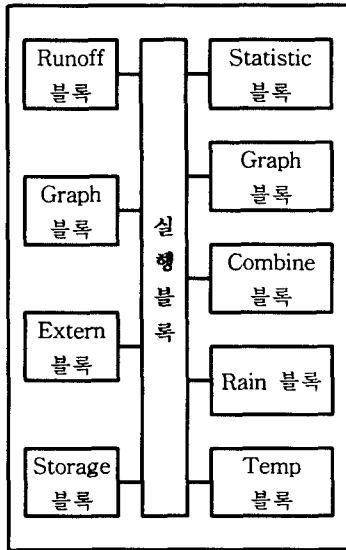 Runoff
블록
Graph
블록
Extern
블록
Storage
블록
실
행
블
록
Statistic
블록
Graph
블록
Combine
블록
Rain 블록
Temp
블록